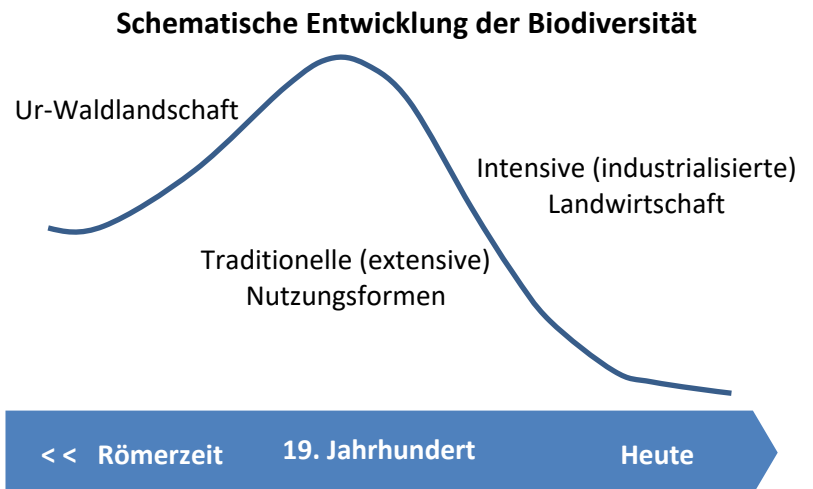 Schematische Entwicklung der Biodiversität
Ur-Waldlandschaft
Intensive (industrialisierte)
Landwirtschaft
Traditionelle (extensive)
Nutzungsformen
< < Römerzeit
19. Jahrhundert
Heute